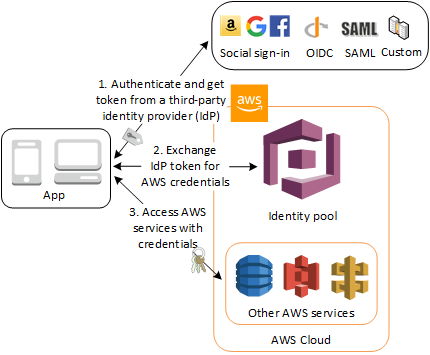 Social sign-in
OIDC
SAML
SAML
Custom
1. Authenticate and get
token from a third-party
identity provider (IdP)
aws
2. Exchange
IdP token for
AWS credentials
App
Identity pool
3. Access AWS
services with
credentials
Other AWS services
AWS Cloud